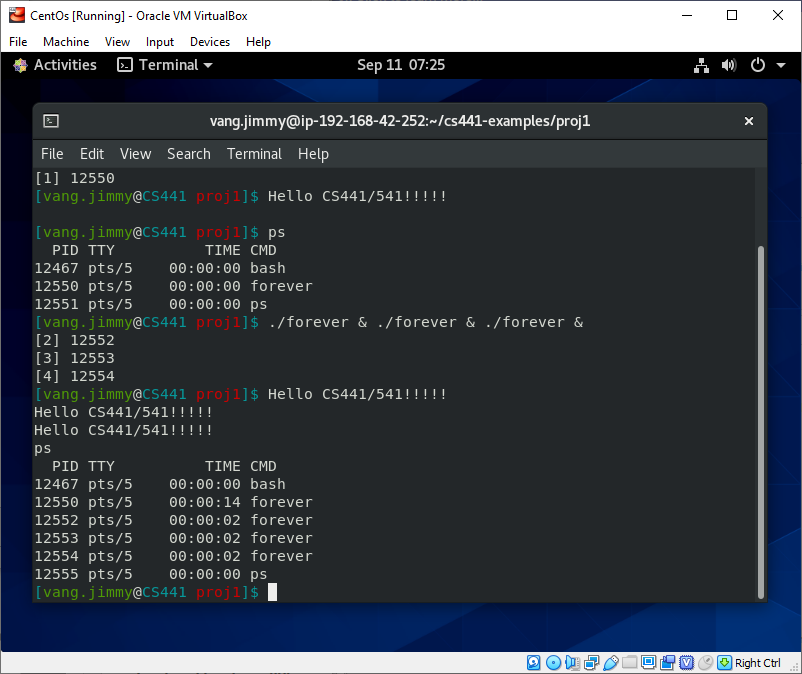 CentOs [Running] - Oracle VM VirtualBox
File Machine View Input Devices Help
Activities Terminal Sep 11 07:25
vang.jimmy@ip-192-168-42-252:~/cs441-examples/proj1
File Edit View Search Terminal Help
[1] 12550
[vang.jimmy@CS441 proj1]$ Hello CS441/541!!!!!
[vang.jimmy@CS441 proj1]$ ps
  PID TTY          TIME CMD
12467 pts/5    00:00:00 bash
12550 pts/5    00:00:00 forever
12551 pts/5    00:00:00 ps
[vang.jimmy@CS441 proj1]$ ./forever & ./forever & ./forever &
[2] 12552
[3] 12553
[4] 12554
[vang.jimmy@CS441 proj1]$ Hello CS441/541!!!!!
Hello CS441/541!!!!!
Hello CS441/541!!!!!
ps
  PID TTY          TIME CMD
12467 pts/5    00:00:00 bash
12550 pts/5    00:00:14 forever
12552 pts/5    00:00:02 forever
12553 pts/5    00:00:02 forever
12554 pts/5    00:00:02 forever
12555 pts/5    00:00:00 ps
[vang.jimmy@CS441 proj1]$
Right Ctrl